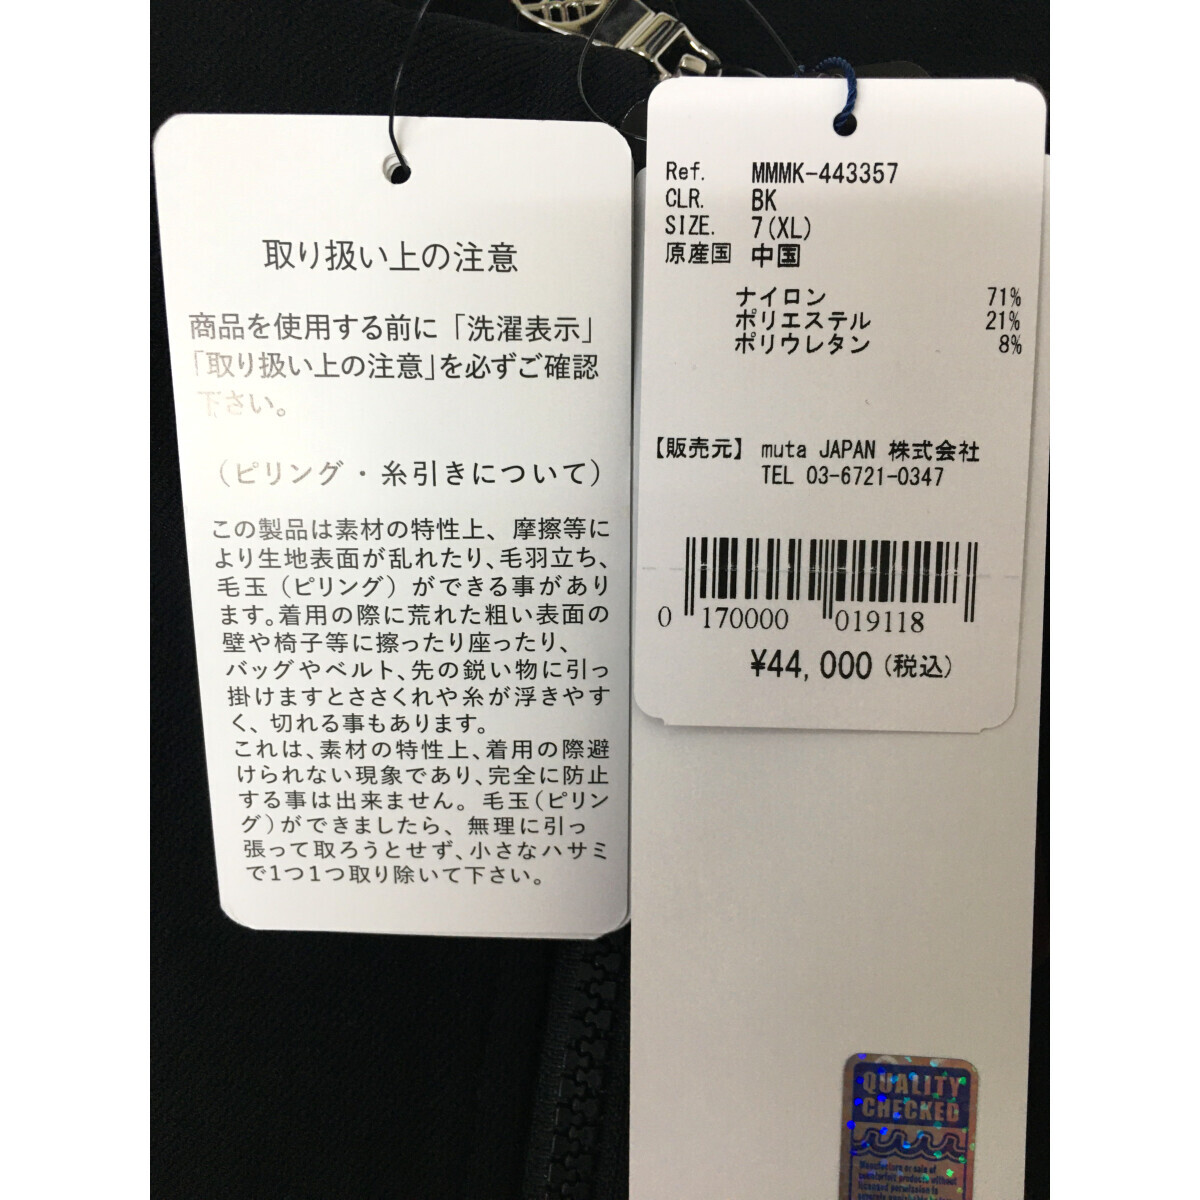 取り扱い上の注意
商品を使用する前に「洗濯表示」
「取り扱い上の注意」を必ずご確認
下さい。
(ピリング・糸引きについて)
この製品は素材の特性上、摩擦等に
より生地表面が乱れたり、毛羽立ち、
毛玉(ピリング)ができる事があり
ます。着用の際に荒れた粗い表面の
壁や椅子等に擦ったり座ったり、
バッグやベルト、先の鋭い物に引っ
掛けますとささくれや糸が浮きやす
く、切れる事もあります。
これは、素材の特性上、着用の際避
けられない現象であり、完全に防止
する事は出来ません。毛玉(ピリン
グ)ができましたら、無理に引っ
張って取ろうとせず、小さなハサミ
で1つ1つ取り除いて下さい。
Ref. MMMK-443357
CLR. BK
SIZE. 7(XL)
原産国 中国
ナイロン 71%
ポリエステル 21%
ポリウレタン 8%
【販売元】 muta JAPAN 株式会社
TEL 03-6721-0347
0 170000 019118
¥44,000(税込)
QUALITY
CHECKED
Manufacture or sale of
counterfeit products without
licensed permission is